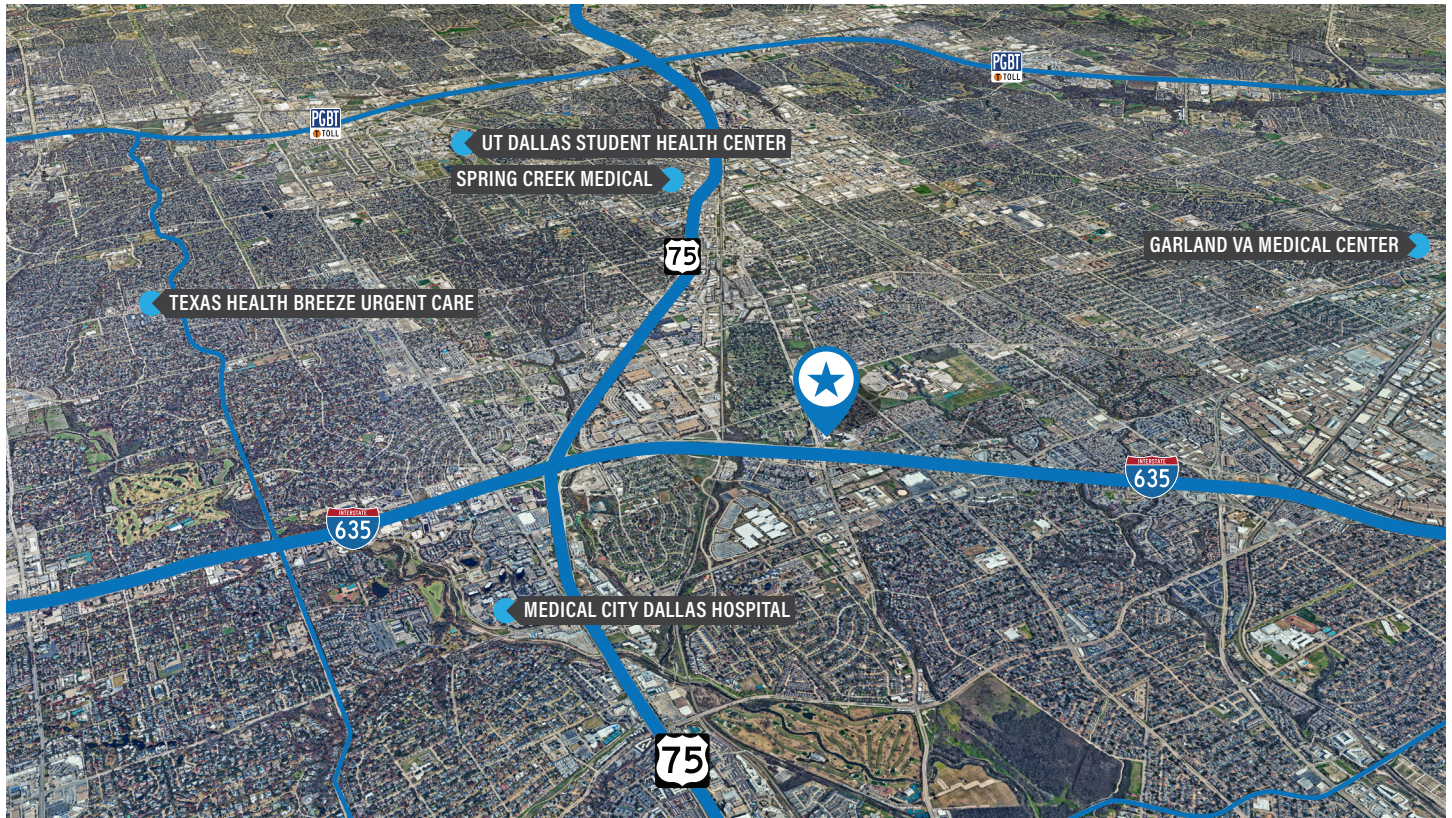 PGBT
TOLL
PGBT
TOLL
UT DALLAS STUDENT HEALTH CENTER
SPRING CREEK MEDICAL
75
GARLAND VA MEDICAL CENTER
TEXAS HEALTH BREEZE URGENT CARE
INTERSTATE
635
INTERSTATE
635
MEDICAL CITY DALLAS HOSPITAL
75